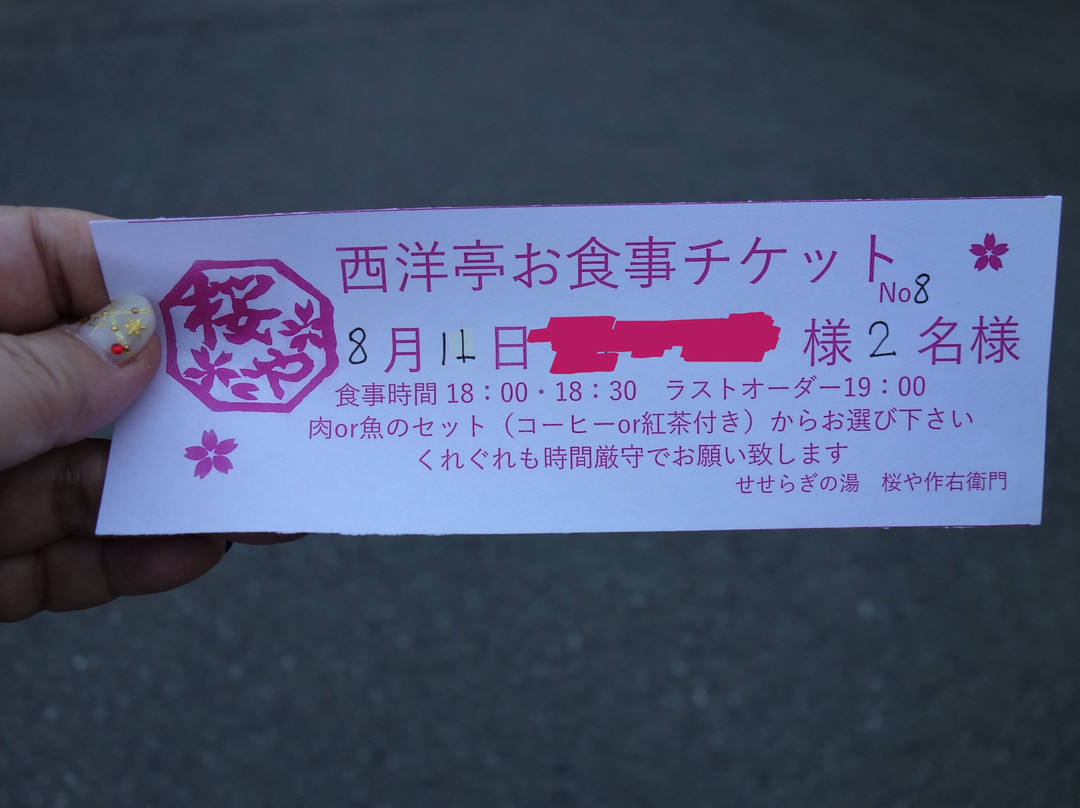 西洋亭お食事チケット
No8
桜や
8月11日 様2名様
食事時間 18：00・18：30 ラストオーダー19：00
肉or魚のセット（コーヒーor紅茶付き）からお選び下さい
くれぐれも時間厳守でお願い致します
せせらぎの湯 桜や作右衛門